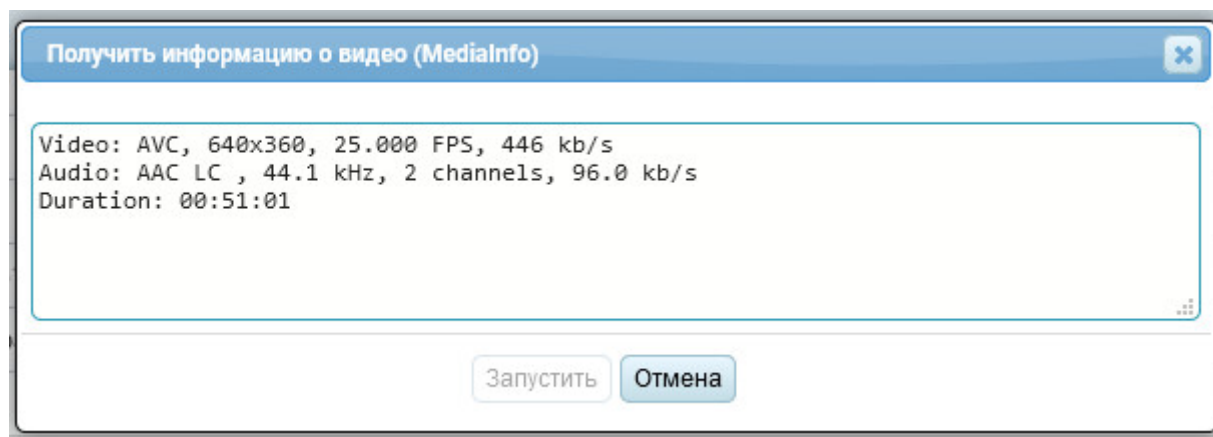 Получить информацию о видео (MediaInfo)
Video: AVC, 640x360, 25.000 FPS, 446 kb/s
Audio: AAC LC , 44.1 kHz, 2 channels, 96.0 kb/s
Duration: 00:51:01
Запустить Отмена